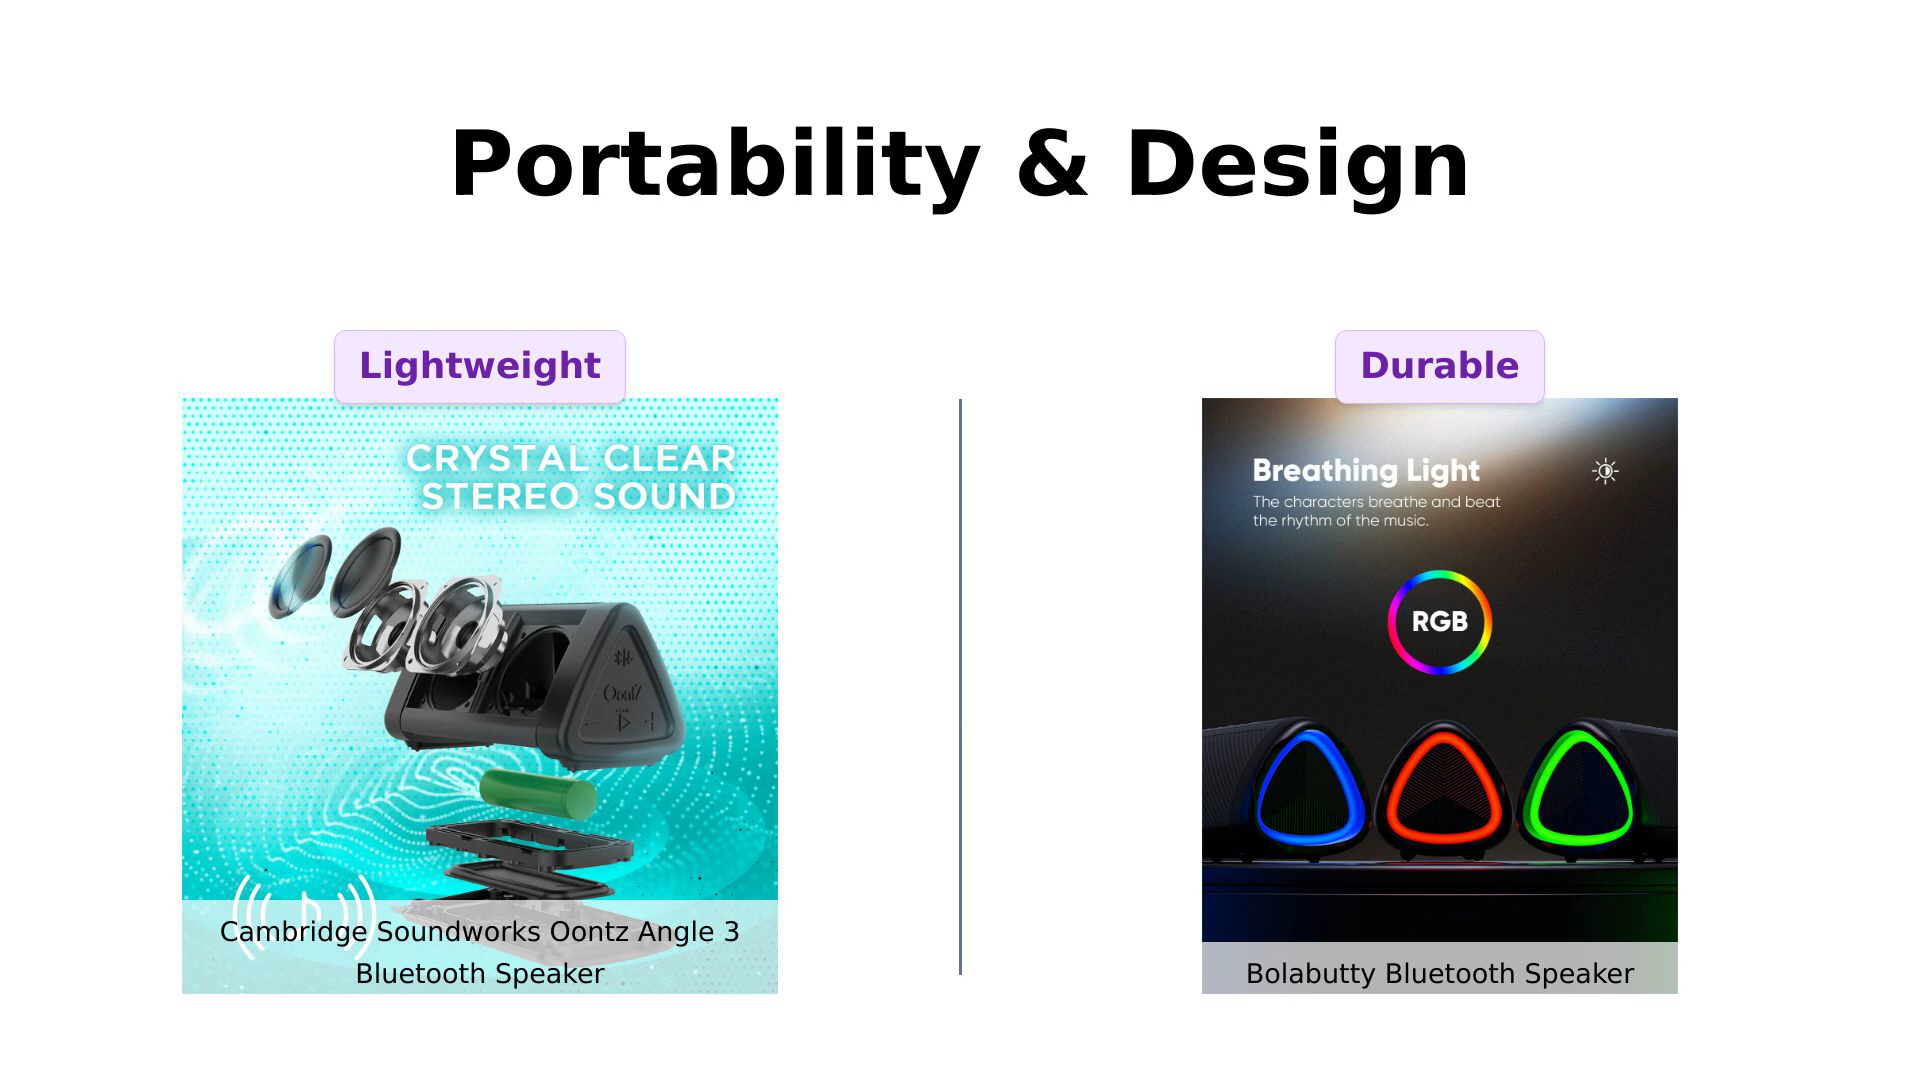 Portability & Design
Lightweight
CRYSTAL CLEAR
STEREO SOUND
Oontz
Cambridge Soundworks Oontz Angle 3
Bluetooth Speaker
Durable
Breathing Light
The characters breathe and beat
the rhythm of the music.
RGB
Bolabutty Bluetooth Speaker